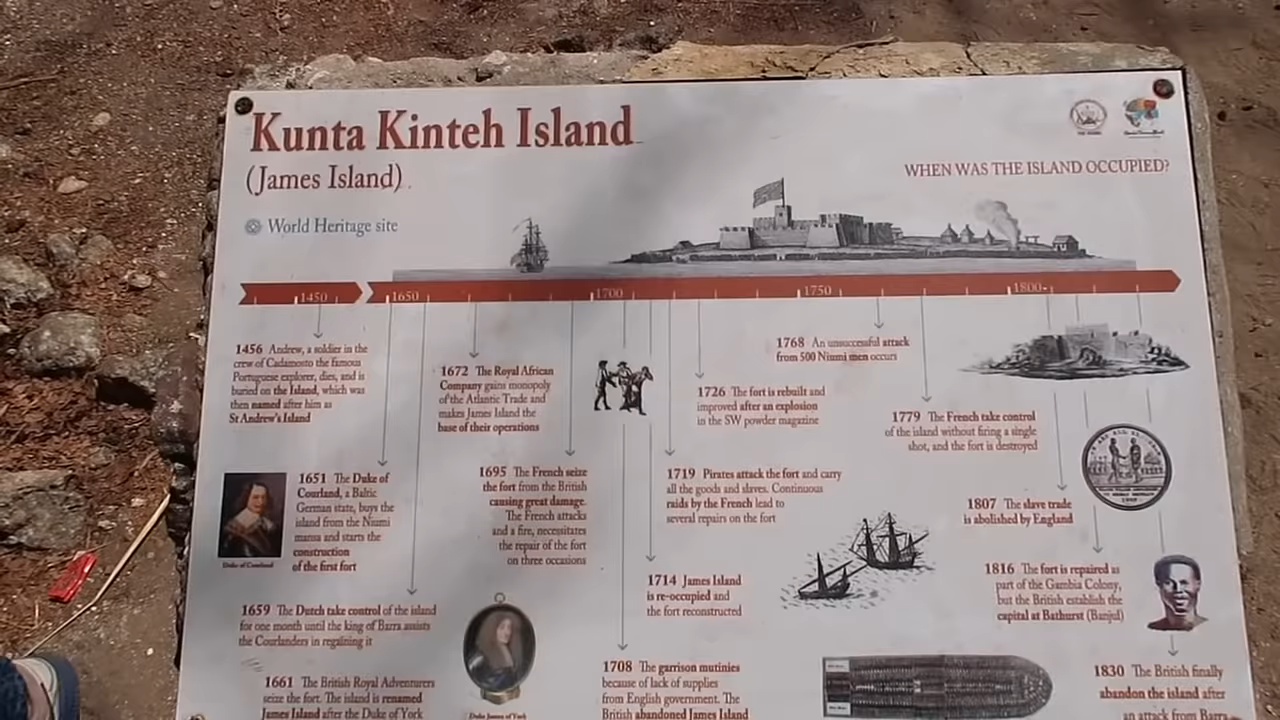 Kunta Kinteh Island
(James Island)
WHEN WAS THE ISLAND OCCUPIED?
World Heritage site
1450
1650
1700
1750
1800
1456 Andrew, a soldier in the
crew of Cadamosto the famous
Portuguese explorer, dies, and is
buried on the Island, which was
then named after him as
St Andrew's Island
1651 The Duke of
Courland, a Baltic
German state, buys the
island from the Niumi
mansa and starts the
construction
of the first fort
Duke of Courland
1659 The Dutch take control of the island
for one month until the king of Barra assists
the Courlanders in regaining it
1661 The British Royal Adventurers
seize the fort. The island is renamed
James Island after the Duke of York
1672 The Royal African
Company gains monopoly
of the Atlantic Trade and
makes James Island the
base of their operations
1695 The French seize
the fort from the British
causing great damage.
The French attacks
and a fire, necessitates
the repair of the fort
on three occasions
Duke James of York
1708 The garrison mutinies
because of lack of supplies
from English government. The
British abandoned James Island
1714 James Island
is re-occupied and
the fort reconstructed
1719 Pirates attack the fort and carry
all the goods and slaves. Continuous
raids by the French lead to
several repairs on the fort
1726 The fort is rebuilt and
improved after an explosion
in the SW powder magazine
1768 An unsuccessful attack
from 500 Niumi men occurs
1779 The French take control
of the island without firing a single
shot, and the fort is destroyed
1807 The slave trade
is abolished by England
1816 The fort is repaired as
part of the Gambia Colony,
but the British establish the
capital at Bathurst (Banjul)
1830 The British finally
abandon the island after
an attack from Barra